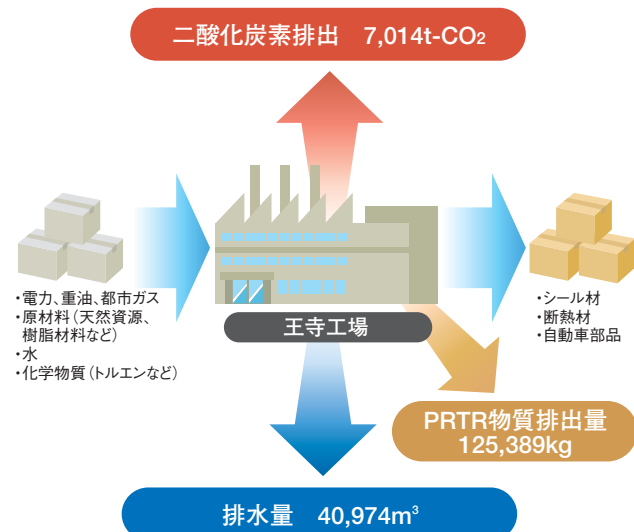 二酸化炭素排出 7,014t-CO₂
・電力、重油、都市ガス
・原材料(天然資源、
樹脂材料など)
・水
・化学物質(トルエンなど)
王寺工場
・シール材
・断熱材
・自動車部品
PRTR物質排出量
125,389kg
排水量 40,974m³